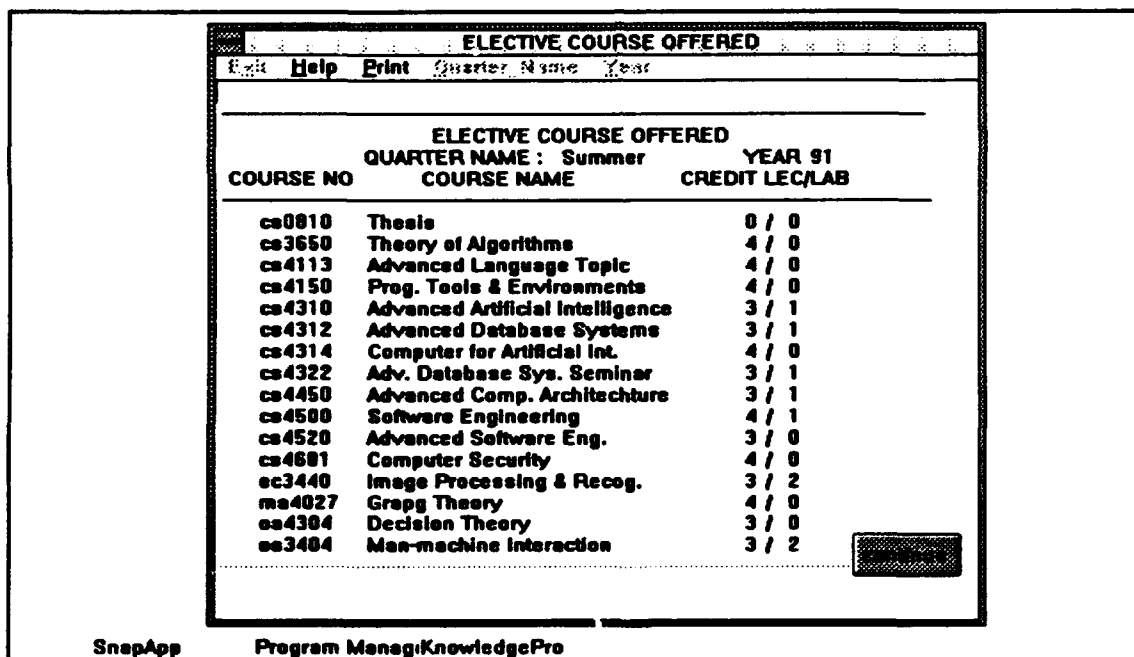 ELECTIVE COURSE OFFERED
Exit Help Print Quarter Name Year
ELECTIVE COURSE OFFERED
QUARTER NAME : Summer YEAR 91
COURSE NO COURSE NAME CREDIT LEC/LAB
cs0810 Thesis 0 / 0
cs3650 Theory of Algorithms 4 / 0
cs4113 Advanced Language Topic 4 / 0
cs4150 Prog. Tools & Environments 4 / 0
cs4310 Advanced Artificial Intelligence 3 / 1
cs4312 Advanced Database Systems 3 / 1
cs4314 Computer for Artificial Int. 4 / 0
cs4322 Adv. Database Sys. Seminar 3 / 1
cs4450 Advanced Comp. Architechture 3 / 1
cs4500 Software Engineering 4 / 1
cs4520 Advanced Software Eng. 3 / 0
cs4601 Computer Security 4 / 0
ec3440 Image Processing & Recog. 3 / 2
ma4027 Grapg Theory 4 / 0
os4304 Decision Theory 3 / 0
os3404 Man-machine Interaction 3 / 2
SnapApp Program ManagiKnowledgePro